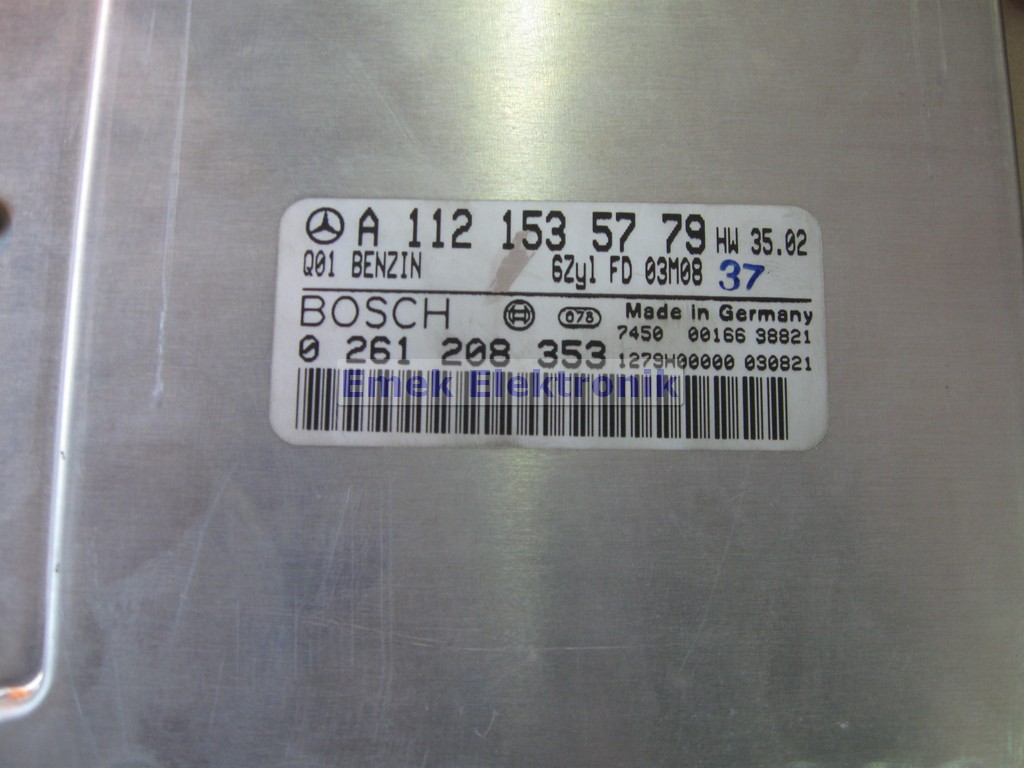 A 112 153 57 79 HW 35.02
Q01 BENZIN 6Zyl FD 03M08 37
BOSCH 078 Made in Germany
7450 00166 38821
0 261 208 353 1279H00000 030821
Emek Elektronik